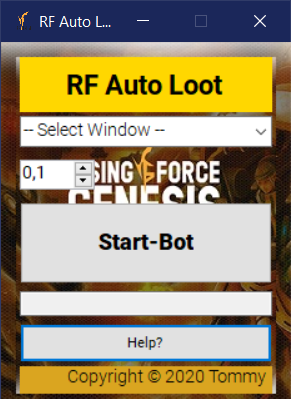 RF Auto L...
RF Auto Loot
-- Select Window --
0,1
SING FORCE
GENESIS
Start-Bot
Help?
Copyright © 2020 Tommy